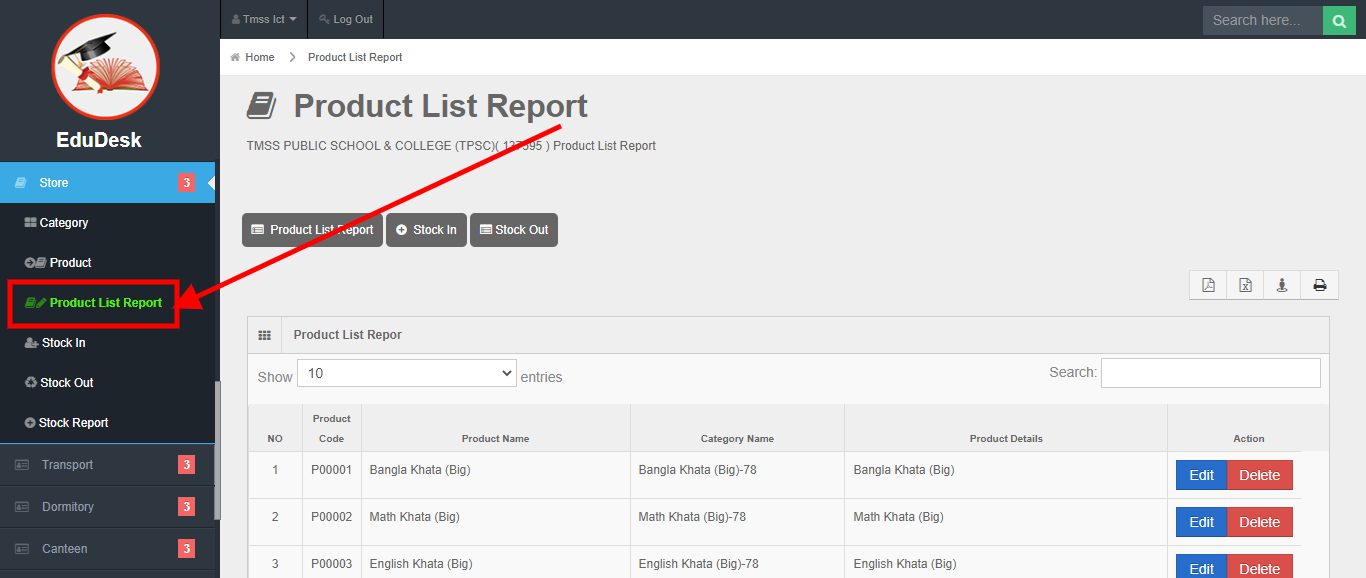 Tmss Ict
Log Out
Search here...
EduDesk
Home
Product List Report
Product List Report
TMSS PUBLIC SCHOOL & COLLEGE (TPSC)( 137595 ) Product List Report
Store 3
Category
Product
Product List Report
Stock In
Stock Out
Stock Report
Transport 3
Dormitory 3
Canteen 3
Product List Report
Stock In
Stock Out
Product List Repor
Show 10 entries
Search:
NO Product Code Product Name Category Name Product Details Action
1 P00001 Bangla Khata (Big) Bangla Khata (Big)-78 Bangla Khata (Big) Edit Delete
2 P00002 Math Khata (Big) Math Khata (Big)-78 Math Khata (Big) Edit Delete
3 P00003 English Khata (Big) English Khata (Big)-78 English Khata (Big) Edit Delete